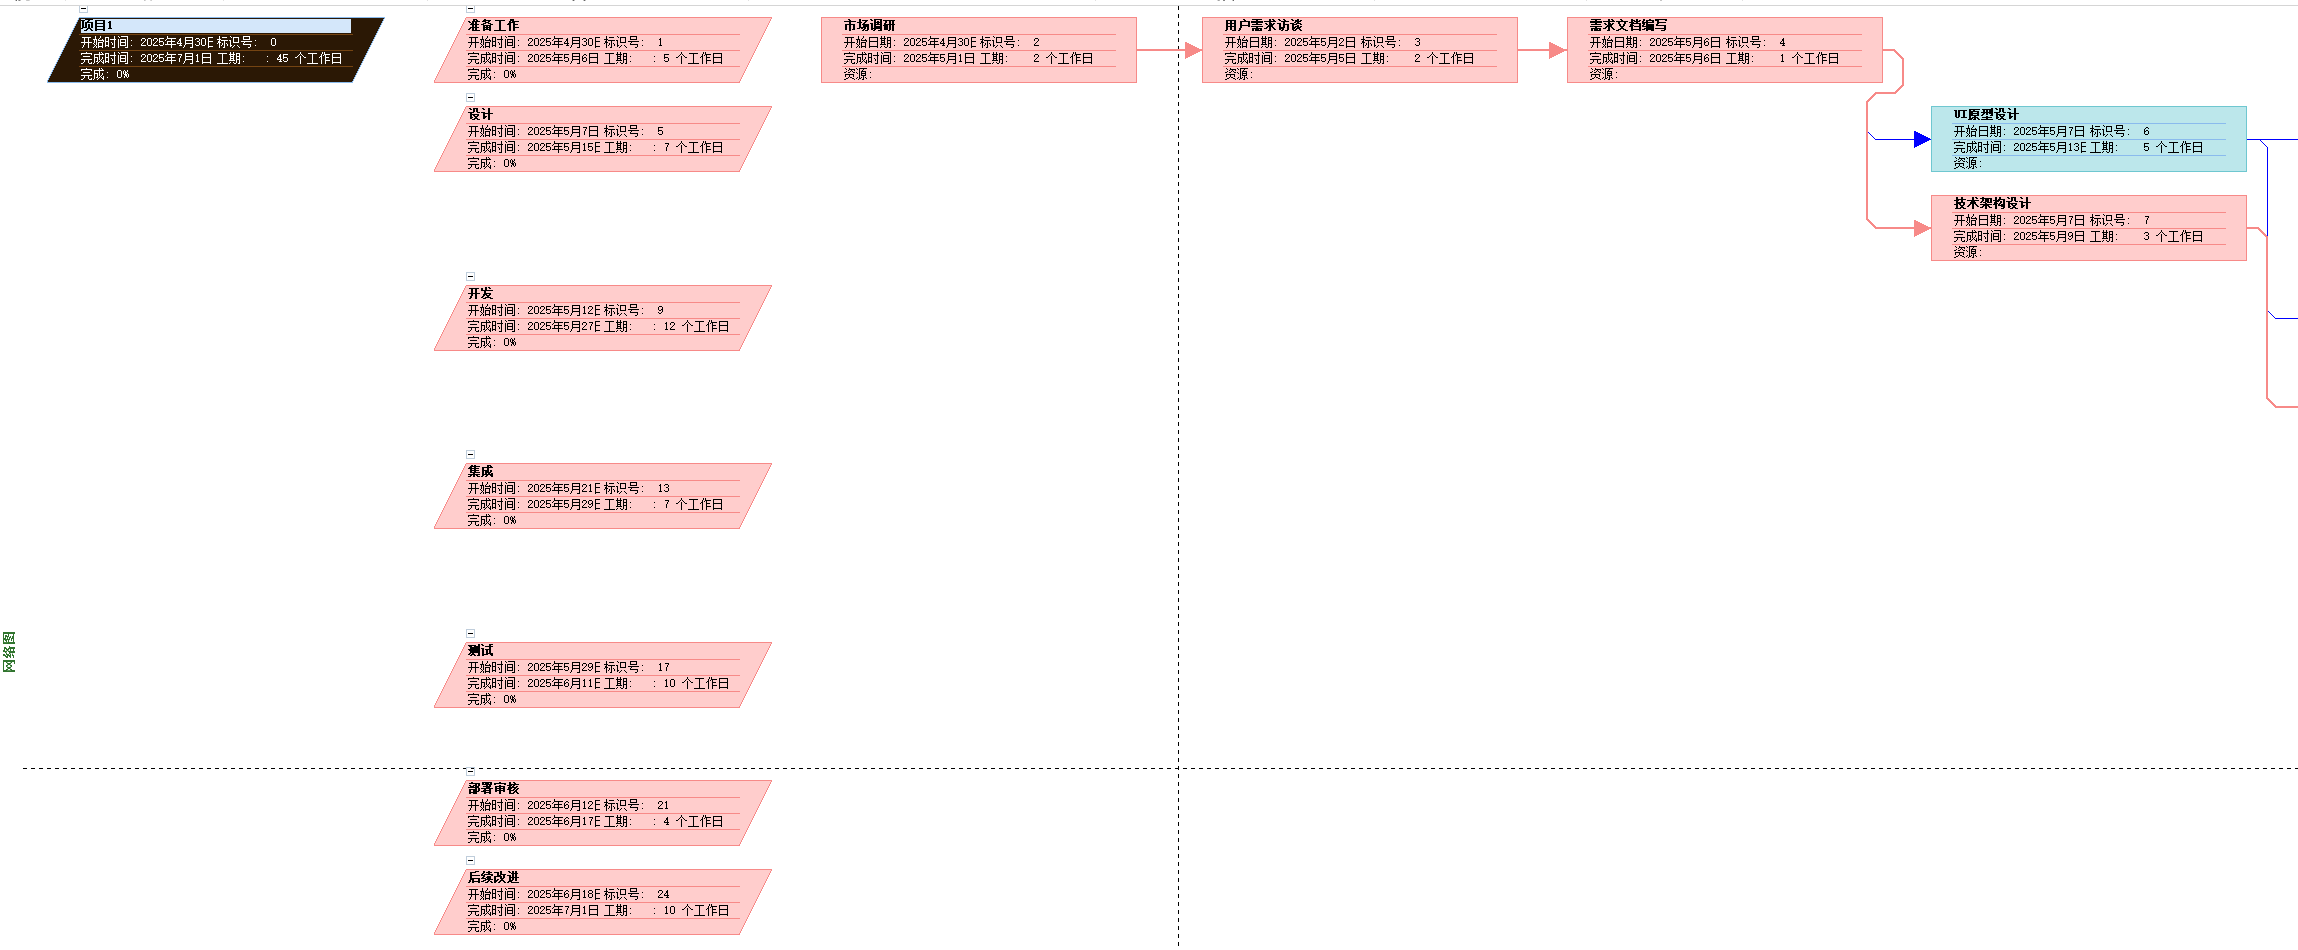 项目1
开始时间: 2025年4月30日 标识号: 0
完成时间: 2025年7月1日 工期: : 45 个工作日
完成: 0%
准备工作
开始时间: 2025年4月30日 标识号: 1
完成时间: 2025年5月6日 工期: : 5 个工作日
完成: 0%
市场调研
开始日期: 2025年4月30日 标识号: 2
完成时间: 2025年5月1日 工期: 2 个工作日
资源:
用户需求访谈
开始日期: 2025年5月2日 标识号: 3
完成时间: 2025年5月5日 工期: 2 个工作日
资源:
需求文档编写
开始日期: 2025年5月6日 标识号: 4
完成时间: 2025年5月6日 工期: 1 个工作日
资源:
设计
开始时间: 2025年5月7日 标识号: 5
完成时间: 2025年5月15日 工期: : 7 个工作日
完成: 0%
UI原型设计
开始日期: 2025年5月7日 标识号: 6
完成时间: 2025年5月13日 工期: 5 个工作日
资源:
技术架构设计
开始日期: 2025年5月7日 标识号: 7
完成时间: 2025年5月9日 工期: 3 个工作日
资源:
开发
开始时间: 2025年5月12日 标识号: 9
完成时间: 2025年5月27日 工期: : 12 个工作日
完成: 0%
集成
开始时间: 2025年5月21日 标识号: 13
完成时间: 2025年5月29日 工期: : 7 个工作日
完成: 0%
网络图
测试
开始时间: 2025年5月29日 标识号: 17
完成时间: 2025年6月11日 工期: : 10 个工作日
完成: 0%
部署审核
开始时间: 2025年6月12日 标识号: 21
完成时间: 2025年6月17日 工期: : 4 个工作日
完成: 0%
后续改进
开始时间: 2025年6月18日 标识号: 24
完成时间: 2025年7月1日 工期: : 10 个工作日
完成: 0%